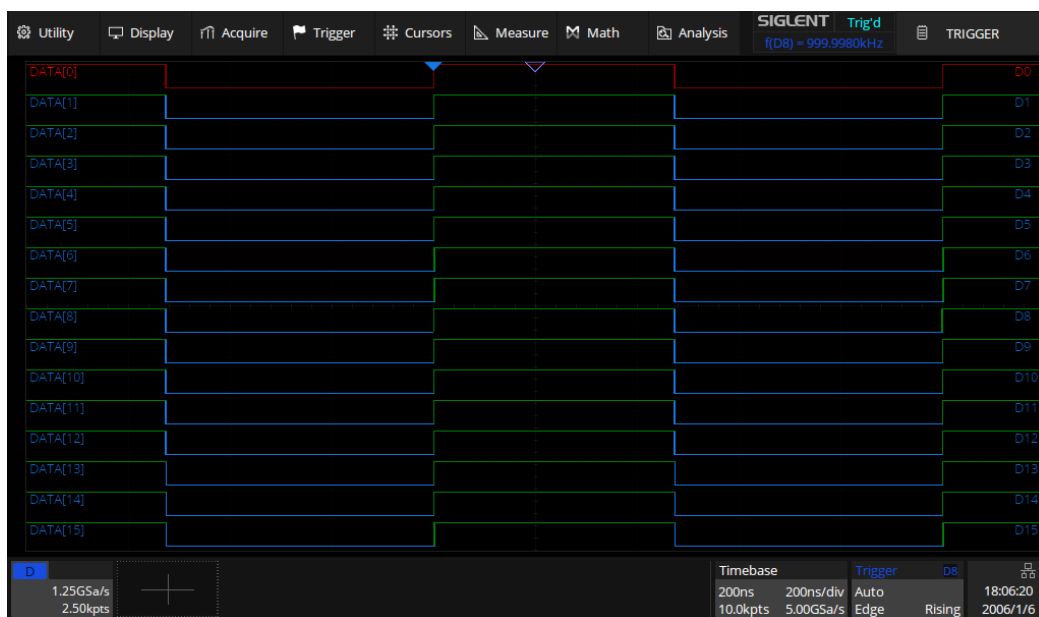 Utility Display Acquire Trigger Cursors Measure Math Analysis SIGLENT Trig'd TRIGGER
f(D8) = 999.9980kHz
DATA[0] D0
DATA[1] D1
DATA[2] D2
DATA[3] D3
DATA[4] D4
DATA[5] D5
DATA[6] D6
DATA[7] D7
DATA[8] D8
DATA[9] D9
DATA[10] D10
DATA[11] D11
DATA[12] D12
DATA[13] D13
DATA[14] D14
DATA[15] D15
D Timebase Trigger D8
1.25GSa/s 200ns 200ns/div Auto 18:06:20
2.50kpts 10.0kpts 5.00GSa/s Edge Rising 2006/1/6